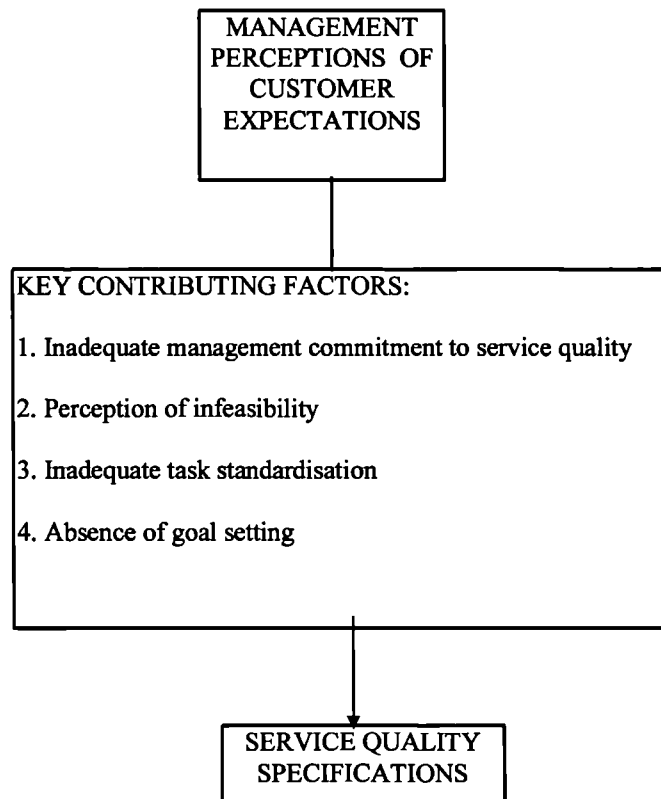 MANAGEMENT
PERCEPTIONS OF
CUSTOMER
EXPECTATIONS
KEY CONTRIBUTING FACTORS:
1. Inadequate management commitment to service quality
2. Perception of infeasibility
3. Inadequate task standardisation
4. Absence of goal setting
SERVICE QUALITY
SPECIFICATIONS